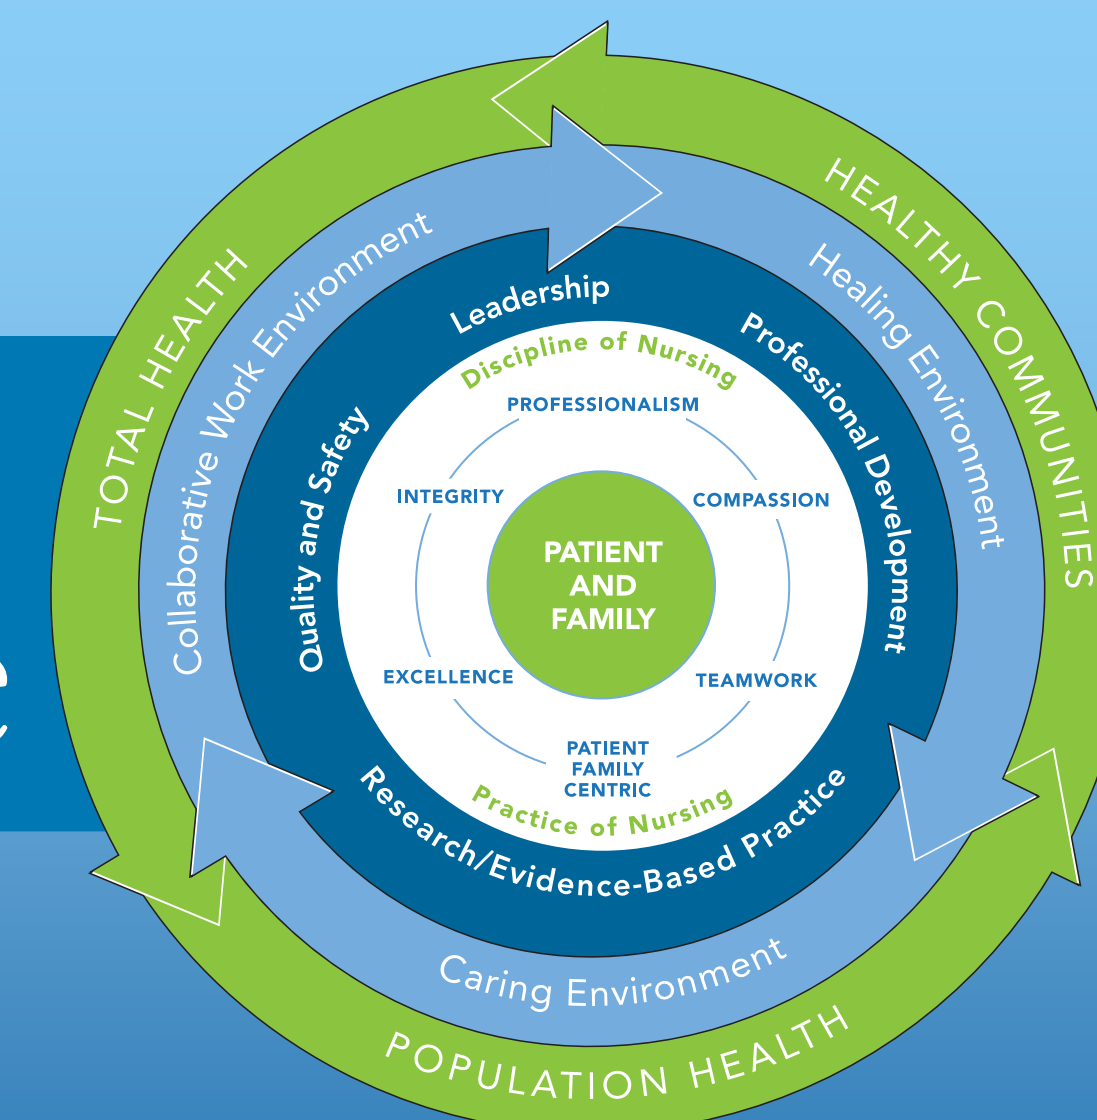 TOTAL HEALTH
HEALTHY COMMUNITIES
POPULATION HEALTH
Collaborative Work Environment
Healing Environment
Caring Environment
Leadership
Professional Development
Quality and Safety
Research/Evidence-Based Practice
Discipline of Nursing
PROFESSIONALISM
INTEGRITY
COMPASSION
PATIENT
AND
FAMILY
EXCELLENCE
TEAMWORK
PATIENT
FAMILY
CENTRIC
Practice of Nursing